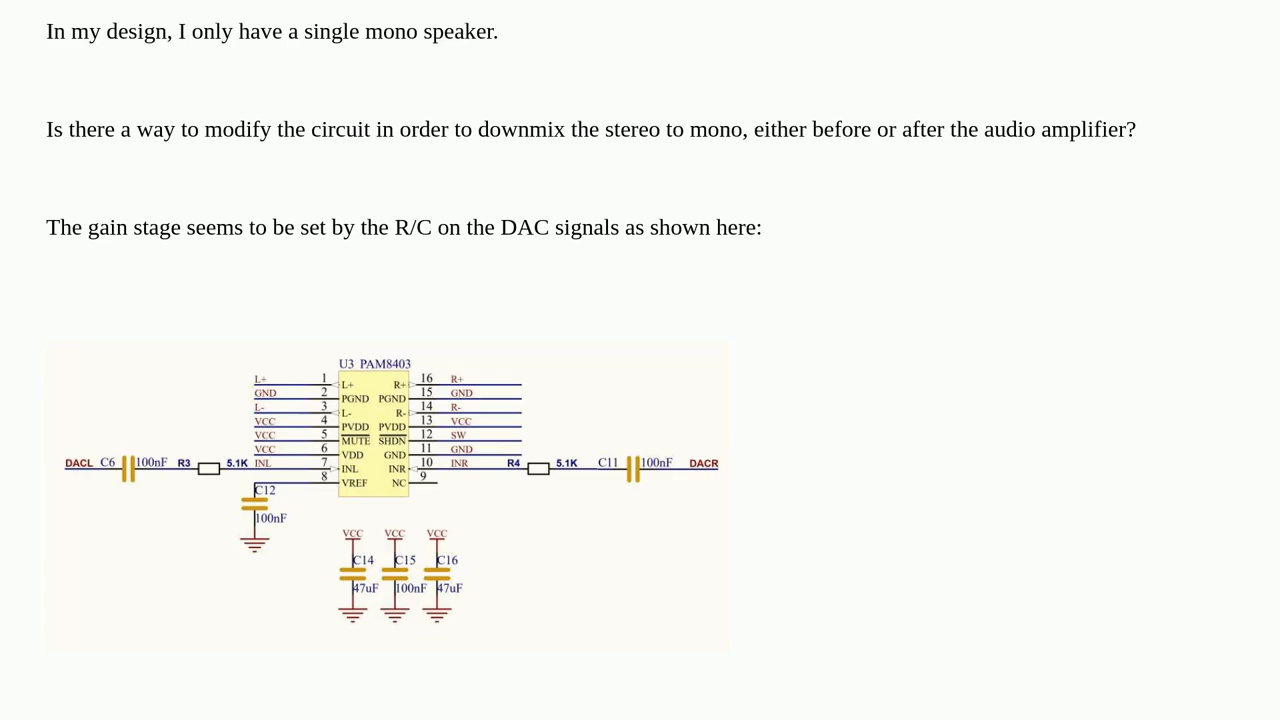 In my design, I only have a single mono speaker.
Is there a way to modify the circuit in order to downmix the stereo to mono, either before or after the audio amplifier?
The gain stage seems to be set by the R/C on the DAC signals as shown here:
U3 PAM8403
L+ 1 L+ R+ 16 R+
GND 2 PGND PGND 15 GND
L- 3 L- R- 14 R-
VCC 4 PVDD PVDD 13 VCC
VCC 5 MUTE SHDN 12 SW
VCC 6 VDD GND 11 GND
DACL C6 100nF R3 5.1K INL 7 INL INR 10 INR R4 5.1K C11 100nF DACR
8 VREF NC 9
C12
100nF
VCC VCC VCC
C14 C15 C16
47uF 100nF 47uF